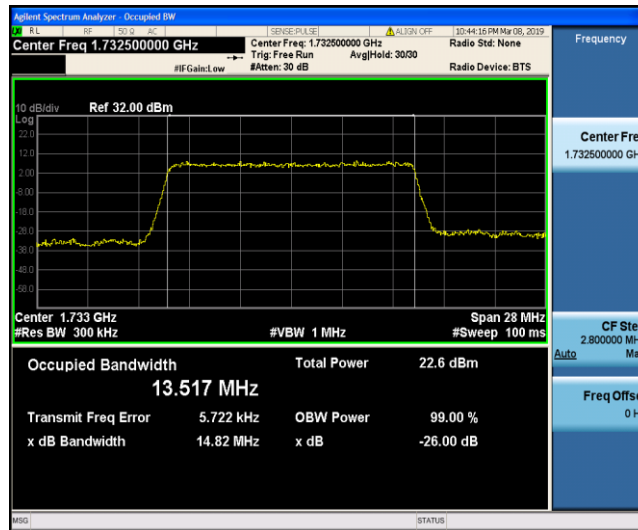 Agilent Spectrum Analyzer - Occupied BW
RL RF 50 Ω AC SENSE:PULSE ALIGN OFF 10:44:16 PM Mar 08, 2019
Center Freq 1.732500000 GHz
Center Freq: 1.732500000 GHz
Radio Std: None
Trig: Free Run Avg|Hold: 30/30
#IFGain:Low
#Atten: 30 dB
Radio Device: BTS
Frequency
10 dB/div Ref 32.00 dBm
Log
22.0
12.0
2.00
-8.00
-18.0
-28.0
-38.0
-48.0
-58.0
Center 1.733 GHz Span 28 MHz
#Res BW 300 kHz #VBW 1 MHz #Sweep 100 ms
Center Fre
1.732500000 GH
CF Ste
2.800000 MH
Auto Ma
Freq Offse
0 H
Occupied Bandwidth Total Power 22.6 dBm
13.517 MHz
Transmit Freq Error 5.722 kHz OBW Power 99.00 %
x dB Bandwidth 14.82 MHz x dB -26.00 dB
MSG STATUS